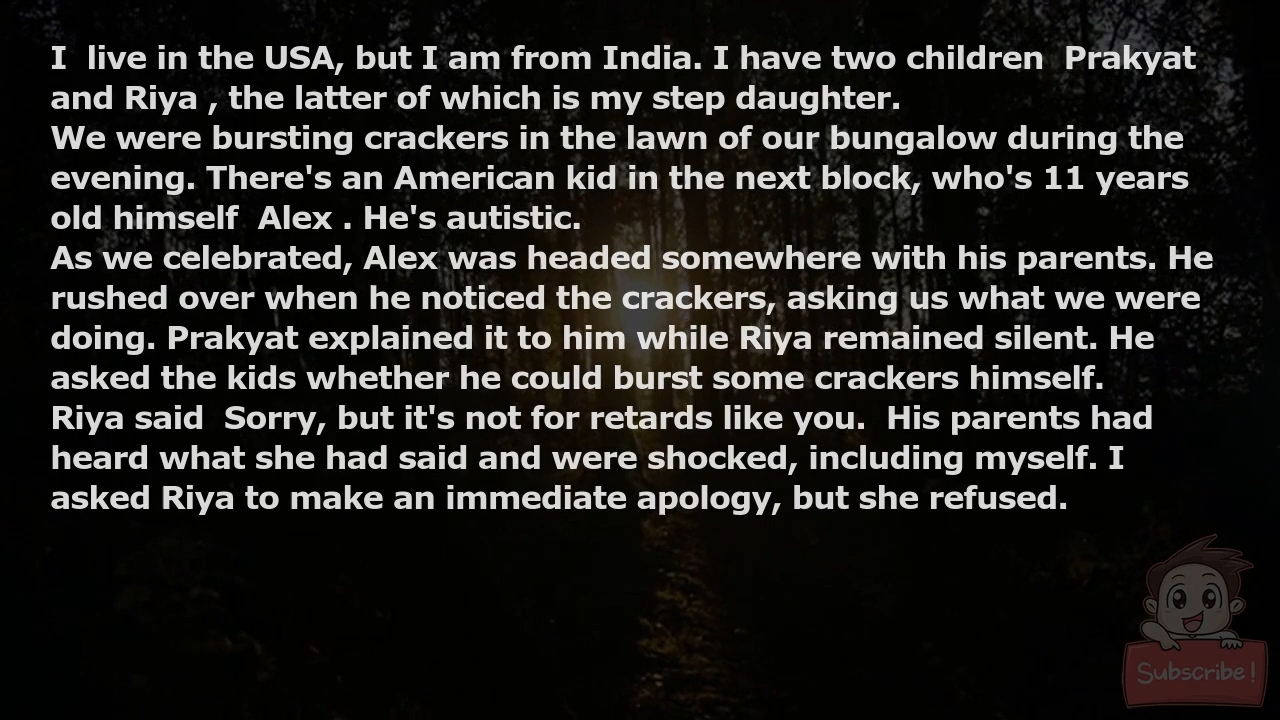 I  live in the USA, but I am from India. I have two children  Prakyat
and Riya , the latter of which is my step daughter.
We were bursting crackers in the lawn of our bungalow during the
evening. There's an American kid in the next block, who's 11 years
old himself  Alex . He's autistic.
As we celebrated, Alex was headed somewhere with his parents. He
rushed over when he noticed the crackers, asking us what we were
doing. Prakyat explained it to him while Riya remained silent. He
asked the kids whether he could burst some crackers himself.
Riya said  Sorry, but it's not for retards like you.  His parents had
heard what she had said and were shocked, including myself. I
asked Riya to make an immediate apology, but she refused.
Subscribe!